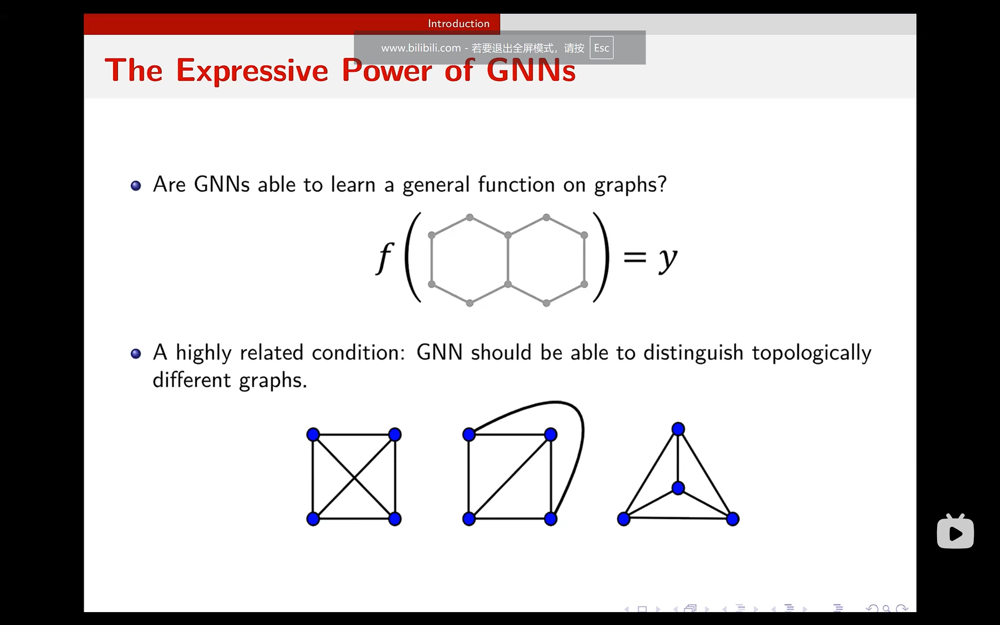 Introduction
www.bilibili.com - 若要退出全屏模式，请按 Esc
The Expressive Power of GNNs
Are GNNs able to learn a general function on graphs?
f ( ) = y
A highly related condition: GNN should be able to distinguish topologically
different graphs.